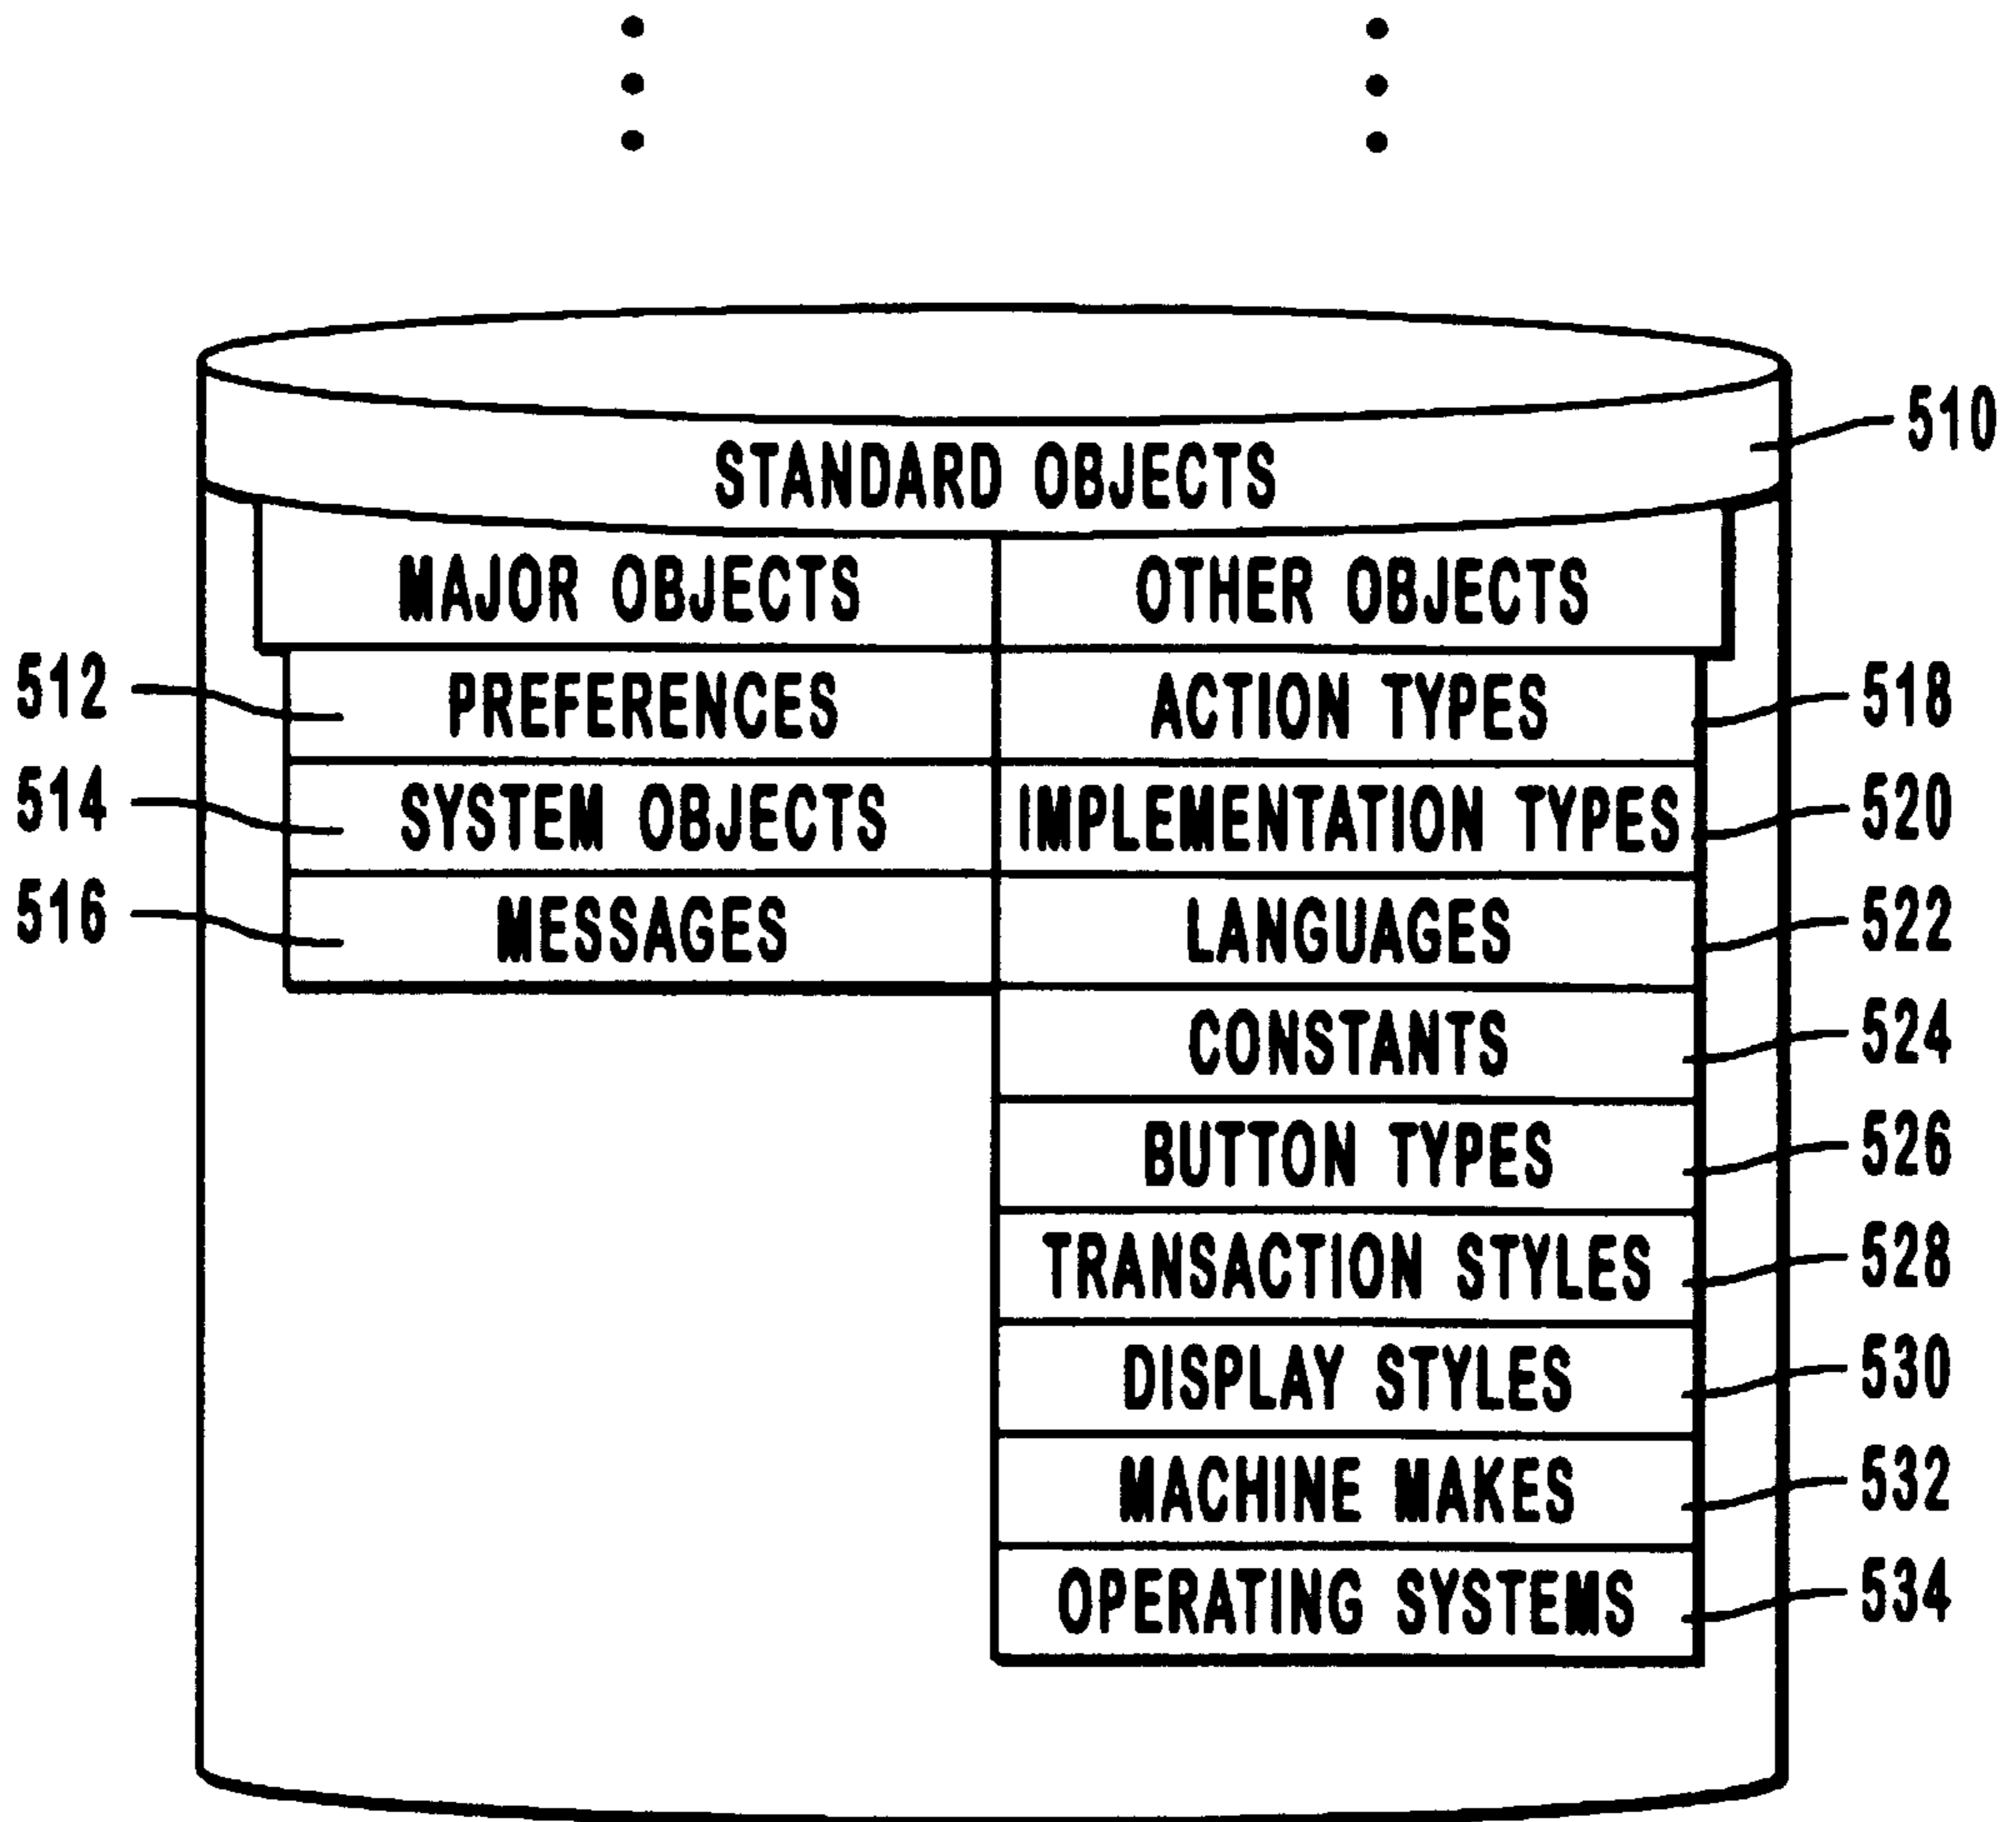 510
STANDARD OBJECTS
MAJOR OBJECTS
OTHER OBJECTS
512
PREFERENCES
ACTION TYPES
518
514
SYSTEM OBJECTS
IMPLEMENTATION TYPES
520
516
MESSAGES
LANGUAGES
522
CONSTANTS
524
BUTTON TYPES
526
TRANSACTION STYLES
528
DISPLAY STYLES
530
MACHINE MAKES
532
OPERATING SYSTEMS
534